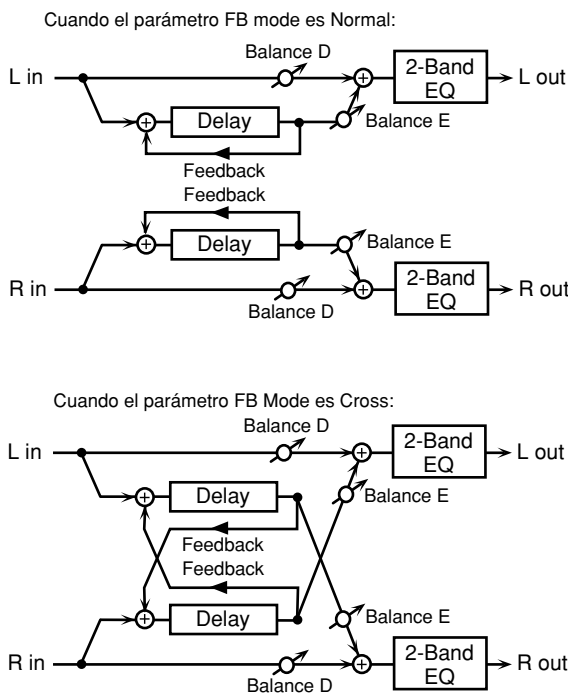 Cuando el parámetro FB mode es Normal:
Balance D
L in
2-Band
EQ
L out
Delay
Balance E
Feedback
Feedback
Delay
Balance E
R in
2-Band
EQ
R out
Balance D
Cuando el parámetro FB Mode es Cross:
Balance D
L in
2-Band
EQ
L out
Delay
Balance E
Feedback
Feedback
Delay
Balance E
R in
2-Band
EQ
R out
Balance D